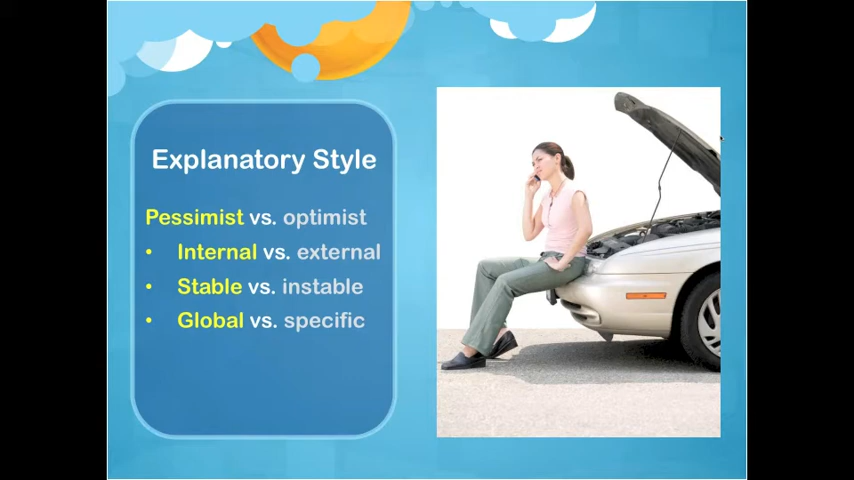 Explanatory Style
Pessimist vs. optimist
• Internal vs. external
• Stable vs. instable
• Global vs. specific